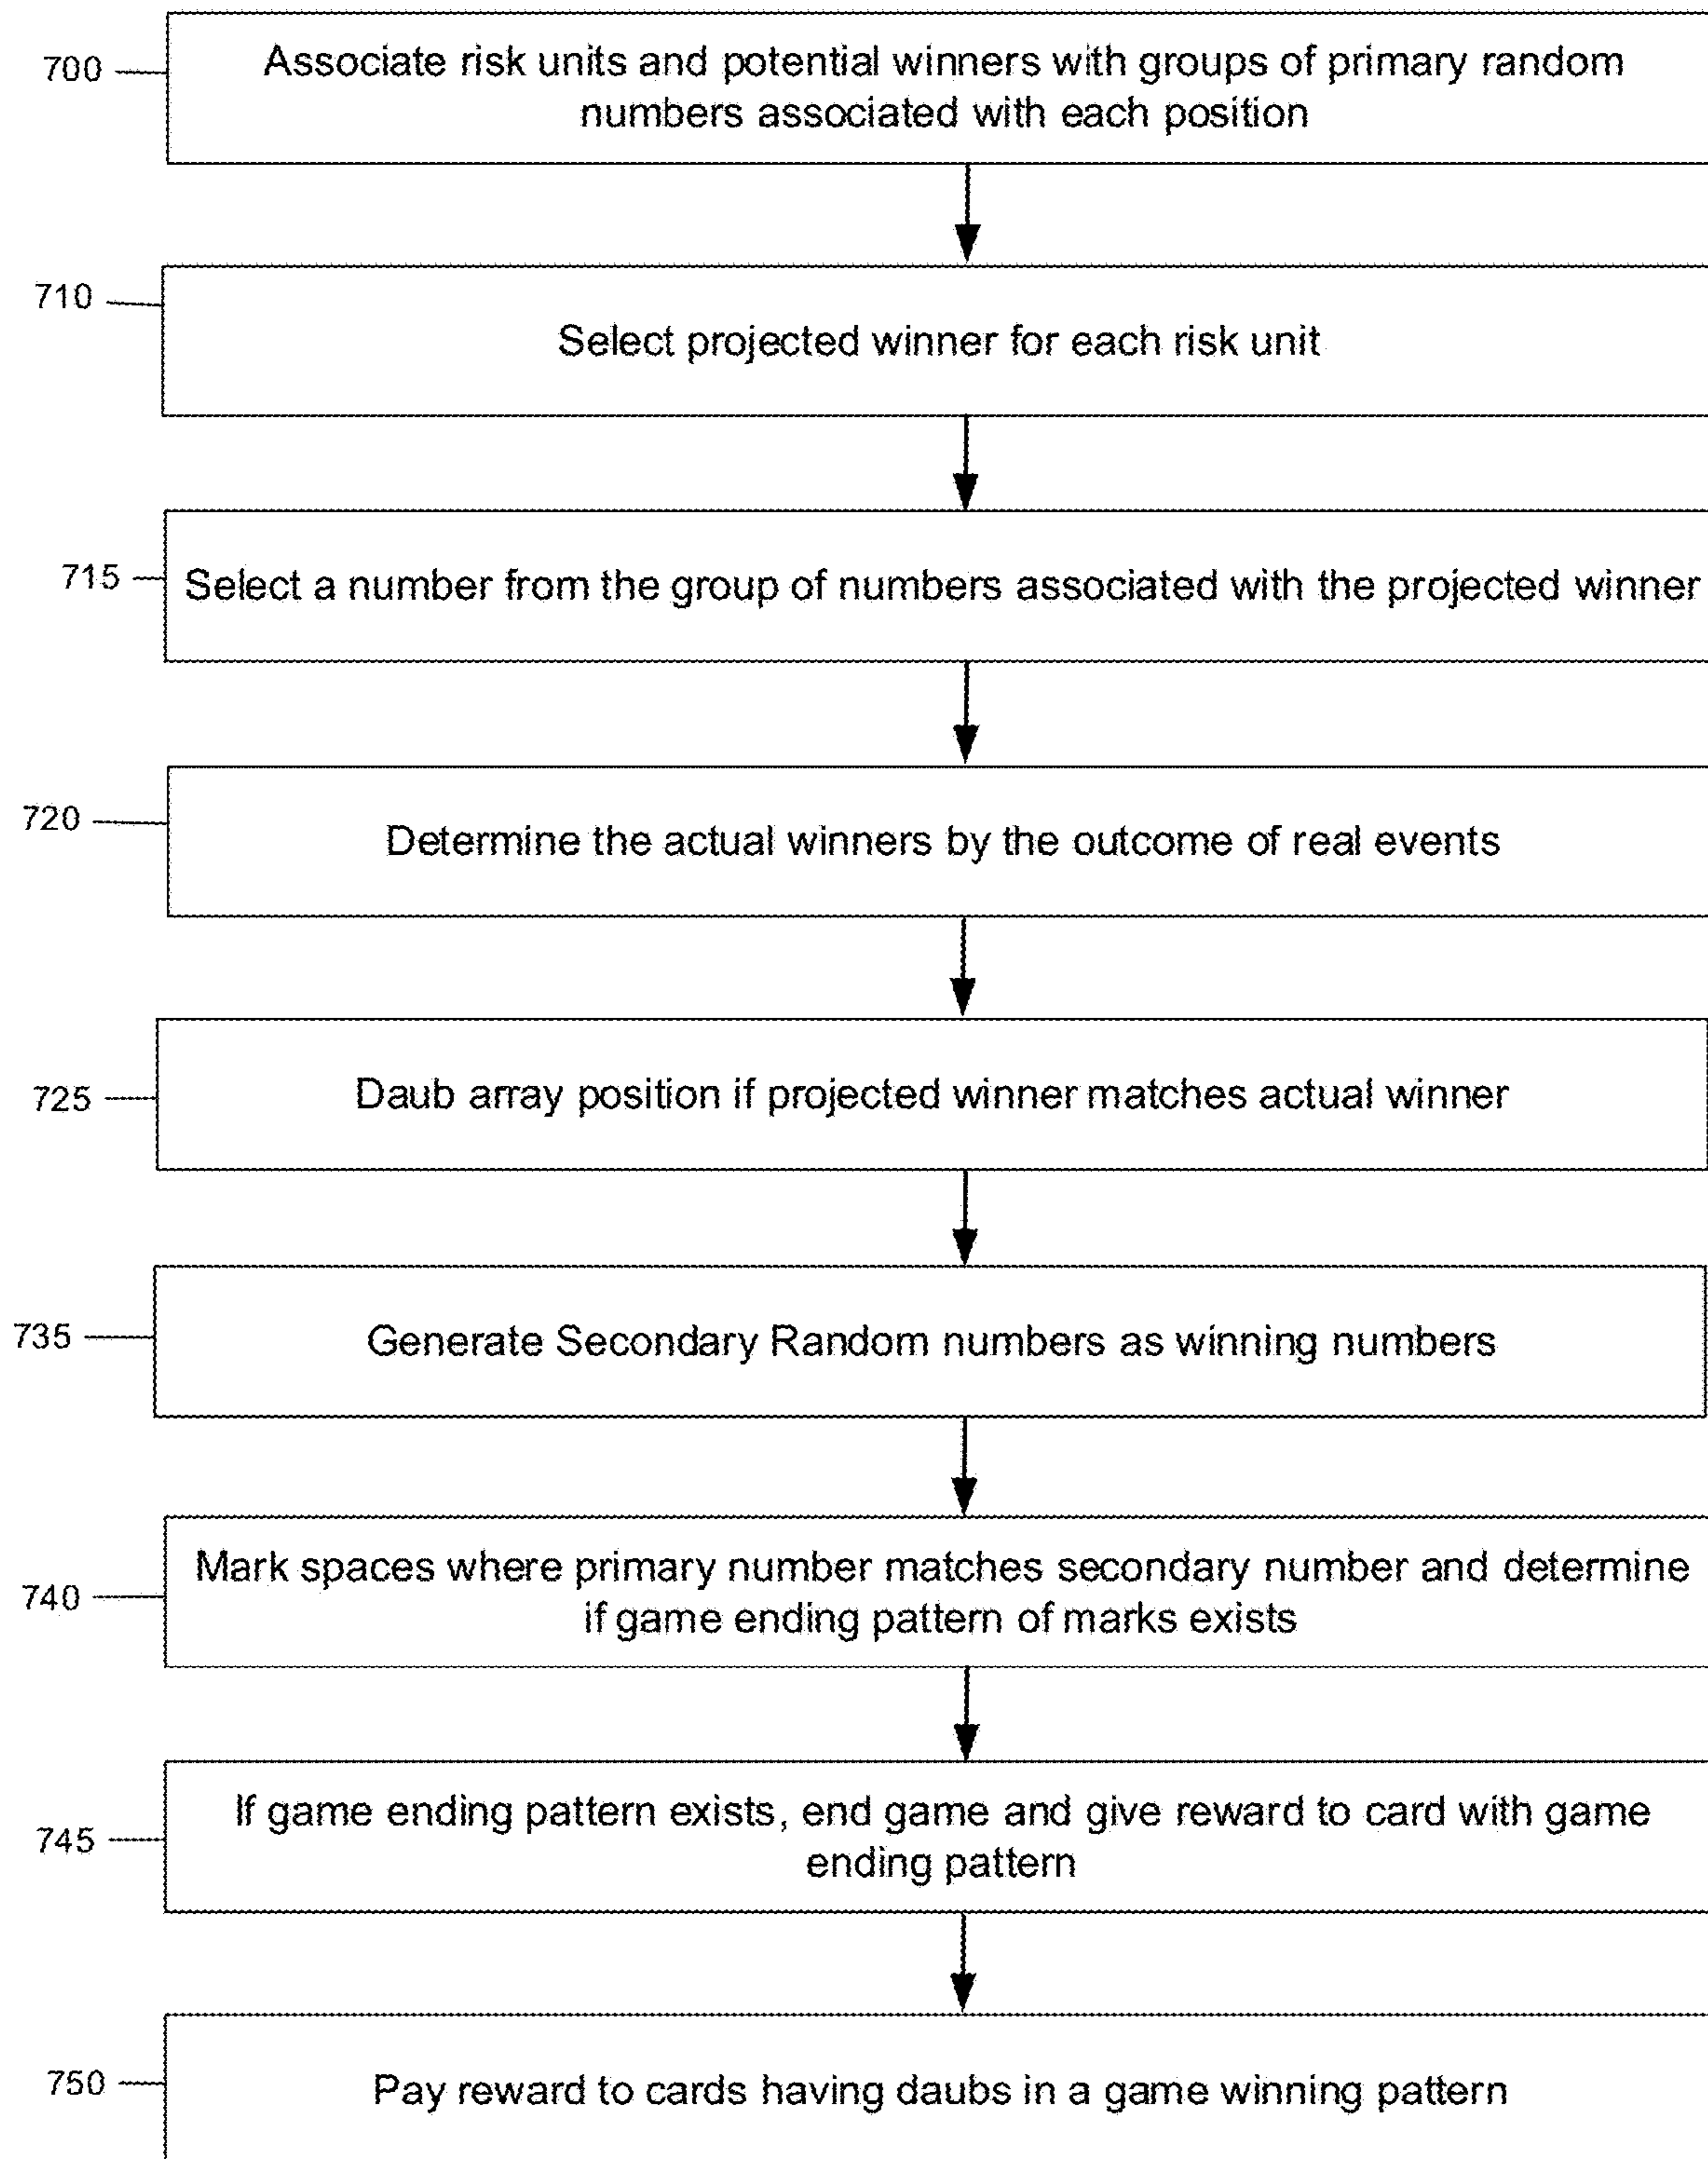 700
Associate risk units and potential winners with groups of primary random
numbers associated with each position
710
Select projected winner for each risk unit
715
Select a number from the group of numbers associated with the projected winner
720
Determine the actual winners by the outcome of real events
725
Daub array position if projected winner matches actual winner
735
Generate Secondary Random numbers as winning numbers
740
Mark spaces where primary number matches secondary number and determine
if game ending pattern of marks exists
745
If game ending pattern exists, end game and give reward to card with game
ending pattern
750
Pay reward to cards having daubs in a game winning pattern